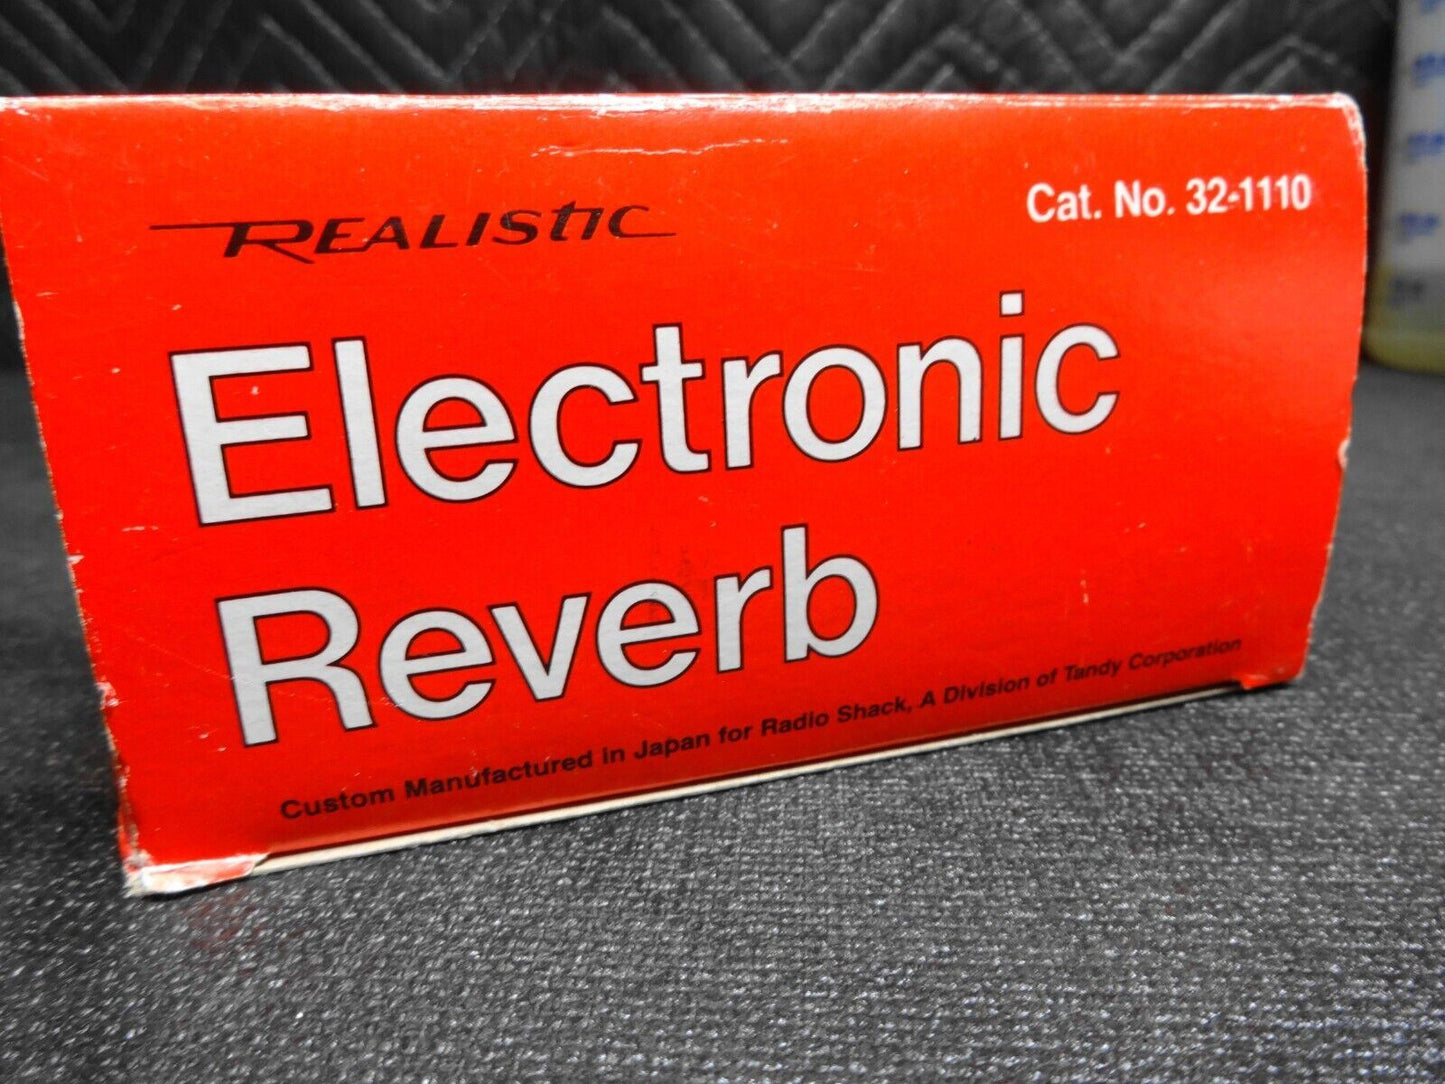 REALISTIC
Cat. No. 32-1110
Electronic
Reverb
Custom Manufactured in Japan for Radio Shack, A Division of Tandy Corporation